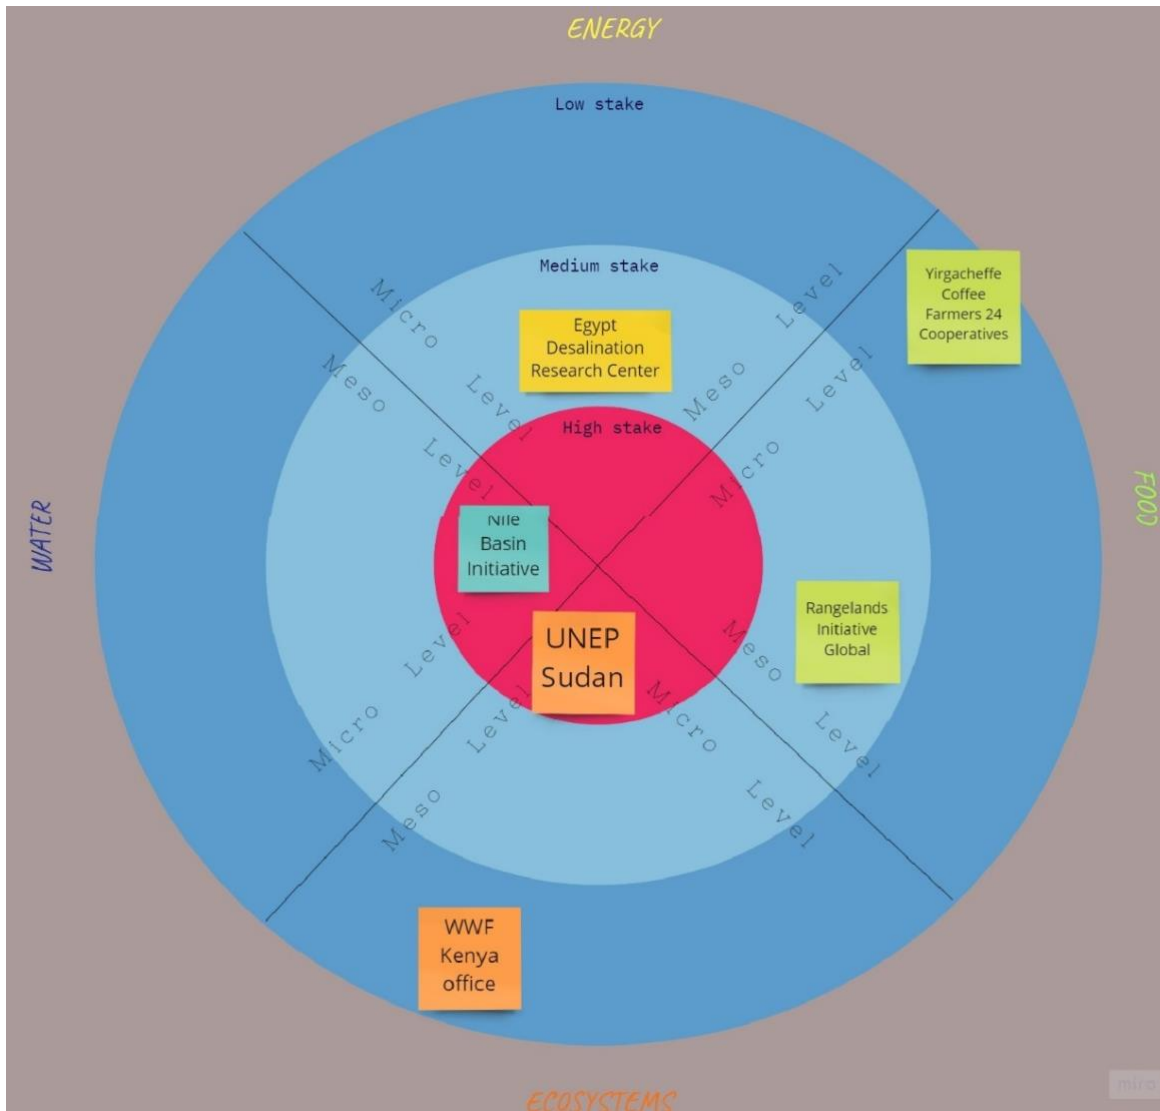 ENERGY
Low stake
Medium stake
Micro Level
Meso Level
Meso Level
Micro Level
Egypt
Desalination
Research Center
Yirgacheffe
Coffee
Farmers 24
Cooperatives
High stake
WATER
FOOD
Nile
Basin
Initiative
UNEP
Sudan
Rangelands
Initiative
Global
Micro Level
Meso Level
Meso Level
Micro Level
WWF
Kenya
office
miro
ECOSYSTEMS